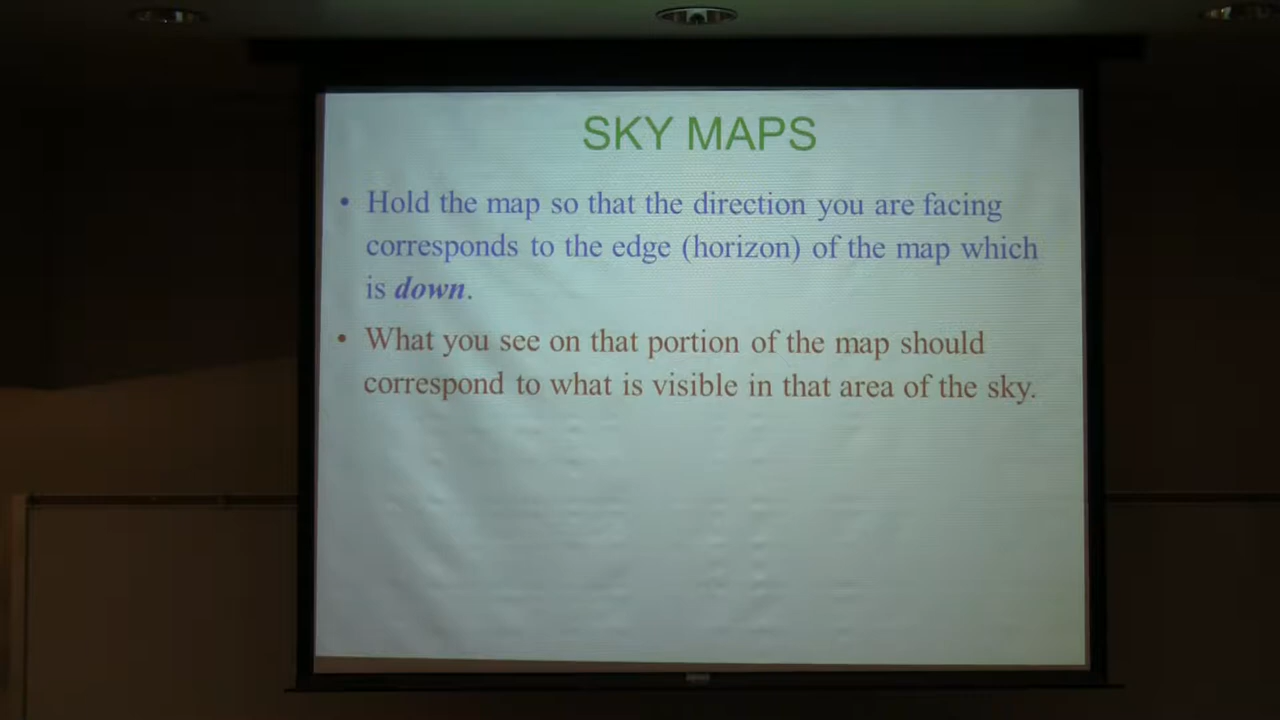 SKY MAPS
• Hold the map so that the direction you are facing
corresponds to the edge (horizon) of the map which
is down.
• What you see on that portion of the map should
correspond to what is visible in that area of the sky.